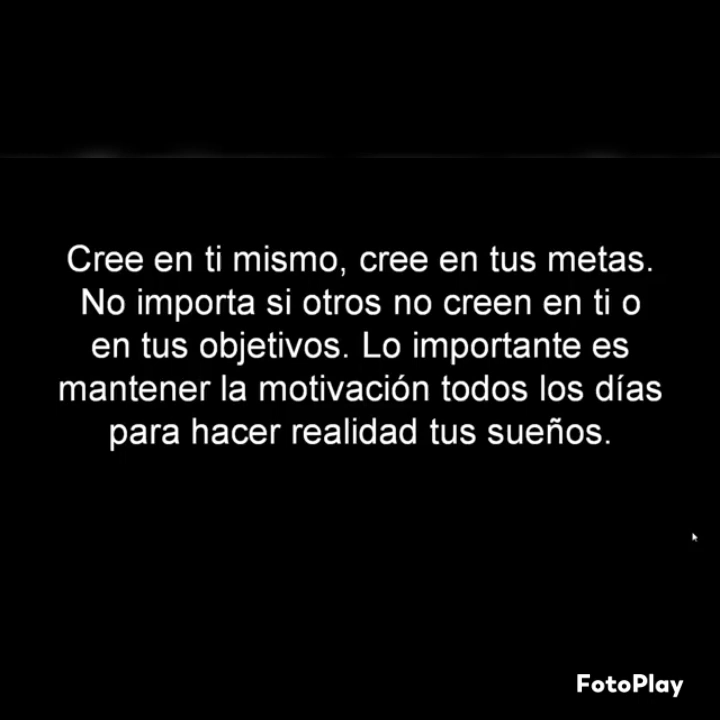 Cree en ti mismo, cree en tus metas.
No importa si otros no creen en ti o
en tus objetivos. Lo importante es
mantener la motivación todos los días
para hacer realidad tus sueños.
FotoPlay